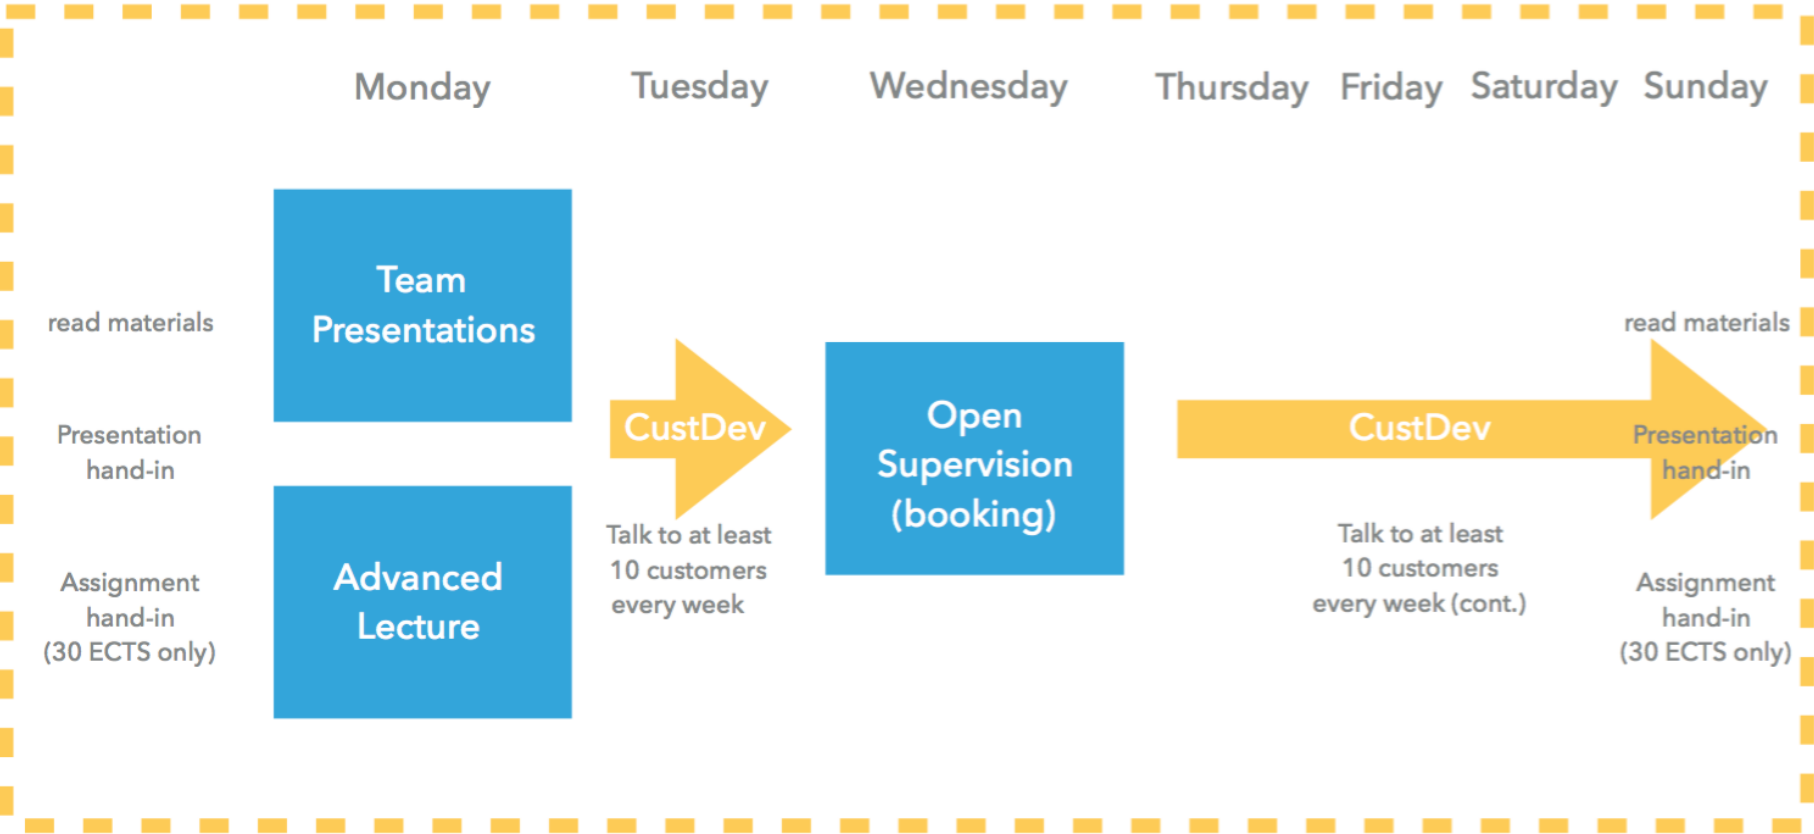 Monday
Tuesday
Wednesday
Thursday
Friday
Saturday
Sunday
read materials
Presentation
hand-in
Assignment
hand-in
(30 ECTS only)
Team
Presentations
Advanced
Lecture
CustDev
Talk to at least
10 customers
every week
Open
Supervision
(booking)
CustDev
Talk to at least
10 customers
every week (cont.)
read materials
Presentation
hand-in
Assignment
hand-in
(30 ECTS only)